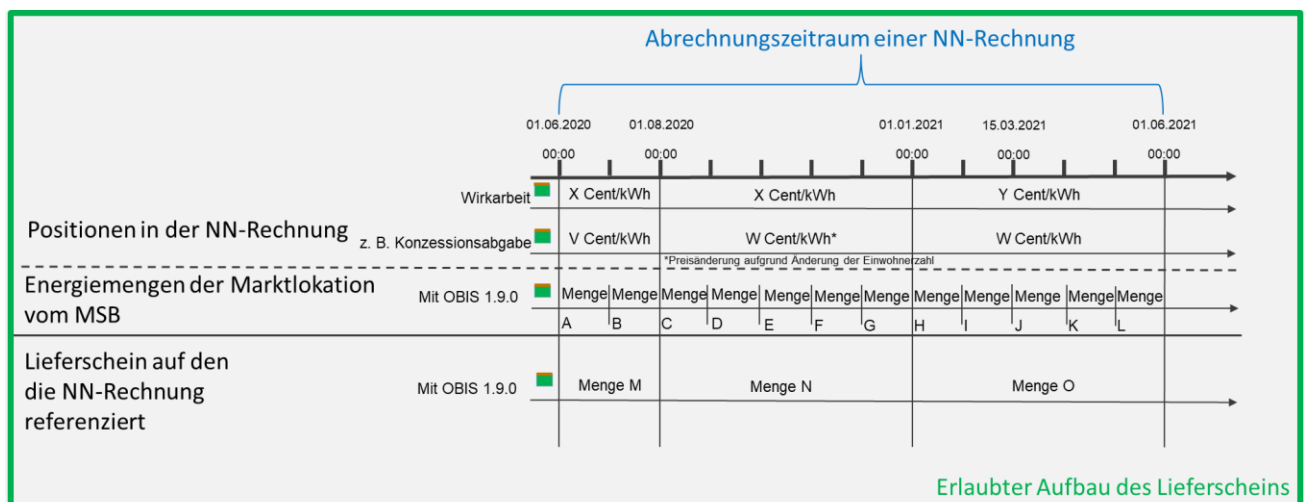 Abrechnungszeitraum einer NN-Rechnung
01.06.2020 01.08.2020 01.01.2021 15.03.2021 01.06.2021
00:00 00:00 00:00 00:00 00:00
Wirkarbeit X Cent/kWh X Cent/kWh Y Cent/kWh
Positionen in der NN-Rechnung
z. B. Konzessionsabgabe V Cent/kWh W Cent/kWh* W Cent/kWh
*Preisänderung aufgrund Änderung der Einwohnerzahl
Energiemengen der Marktlokation
vom MSB
Mit OBIS 1.9.0 Menge Menge Menge Menge Menge Menge Menge Menge Menge Menge Menge Menge
A B C D E F G H I J K L
Lieferschein auf den
die NN-Rechnung
referenziert
Mit OBIS 1.9.0 Menge M Menge N Menge O
Erlaubter Aufbau des Lieferscheins